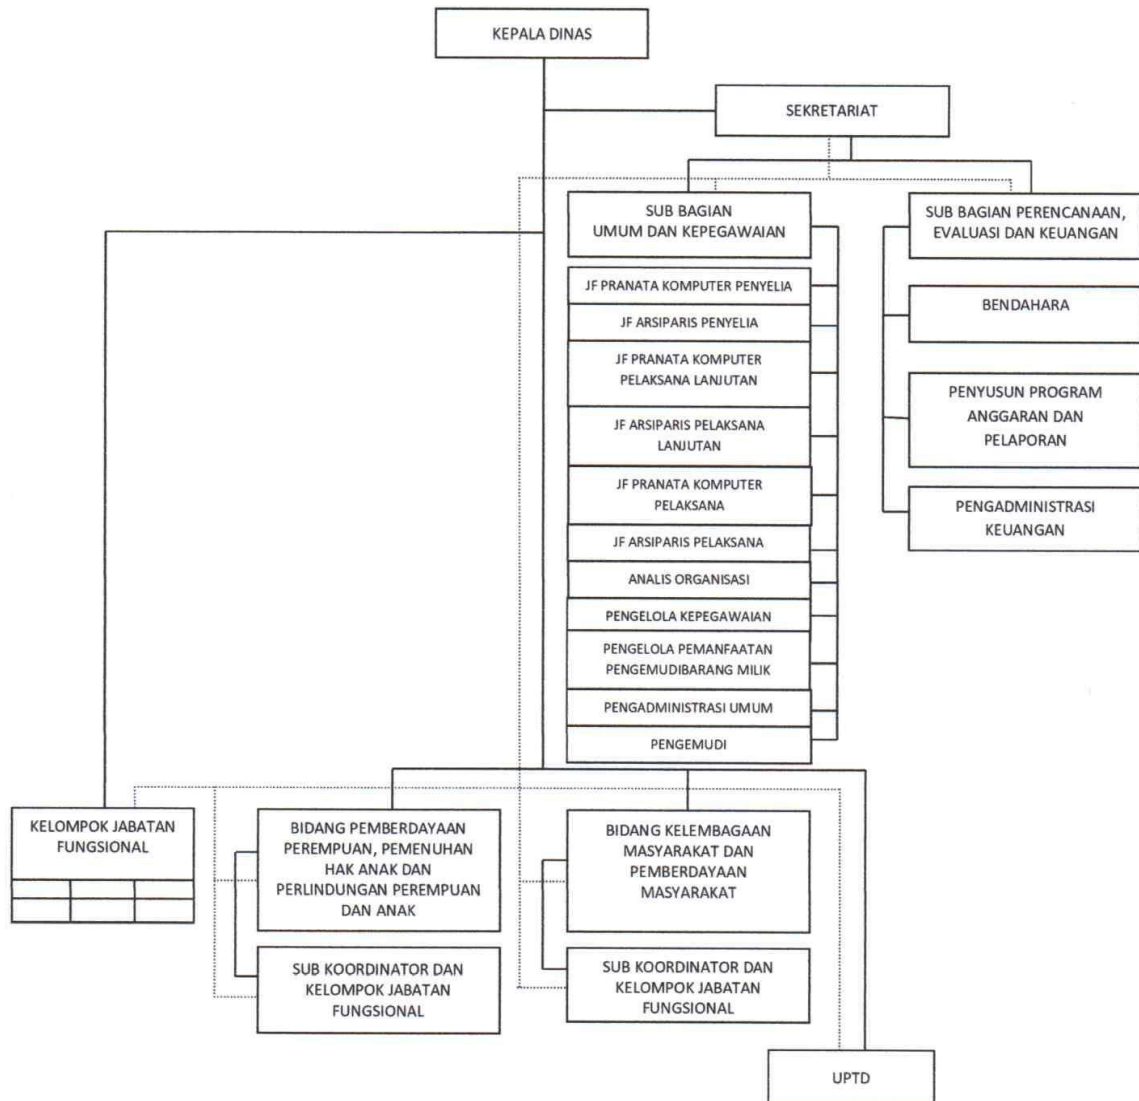 KEPALA DINAS
SEKRETARIAT
SUB BAGIAN
UMUM DAN KEPEGAWAIAN
SUB BAGIAN PERENCANAAN,
EVALUASI DAN KEUANGAN
JF PRANATA KOMPUTER PENYELIA
JF ARSIPARIS PENYELIA
JF PRANATA KOMPUTER
PELAKSANA LANJUTAN
JF ARSIPARIS PELAKSANA
LANJUTAN
JF PRANATA KOMPUTER
PELAKSANA
JF ARSIPARIS PELAKSANA
ANALIS ORGANISASI
PENGELOLA KEPEGAWAIAN
PENGELOLA PEMANFAATAN
PENGEMUDIBARANG MILIK
PENGADMINISTRASI UMUM
PENGEMUDI
BENDAHARA
PENYUSUN PROGRAM
ANGGARAN DAN
PELAPORAN
PENGADMINISTRASI
KEUANGAN
KELOMPOK JABATAN
FUNGSIONAL
BIDANG PEMBERDAYAAN
PEREMPUAN, PEMENUHAN
HAK ANAK DAN
PERLINDUNGAN PEREMPUAN
DAN ANAK
SUB KOORDINATOR DAN
KELOMPOK JABATAN
FUNGSIONAL
BIDANG KELEMBAGAAN
MASYARAKAT DAN
PEMBERDAYAAN
MASYARAKAT
SUB KOORDINATOR DAN
KELOMPOK JABATAN
FUNGSIONAL
UPTD